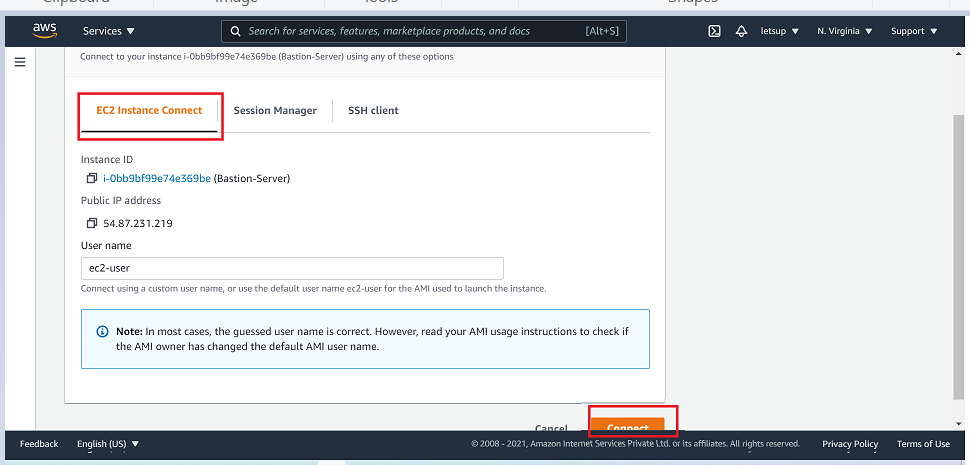 Clipboard Image Tools Shapes
aws Services Search for services, features, marketplace products, and docs [Alt+S] letsup N. Virginia Support
Connect to your instance i-0bb9bf99e74e369be (Bastion-Server) using any of these options
EC2 Instance Connect Session Manager SSH client
Instance ID
i-0bb9bf99e74e369be (Bastion-Server)
Public IP address
54.87.231.219
User name
ec2-user
Connect using a custom user name, or use the default user name ec2-user for the AMI used to launch the instance.
Note: In most cases, the guessed user name is correct. However, read your AMI usage instructions to check if
the AMI owner has changed the default AMI user name.
Cancel Connect
Feedback English (US) © 2008 - 2021, Amazon Internet Services Private Ltd. or its affiliates. All rights reserved. Privacy Policy Terms of Use